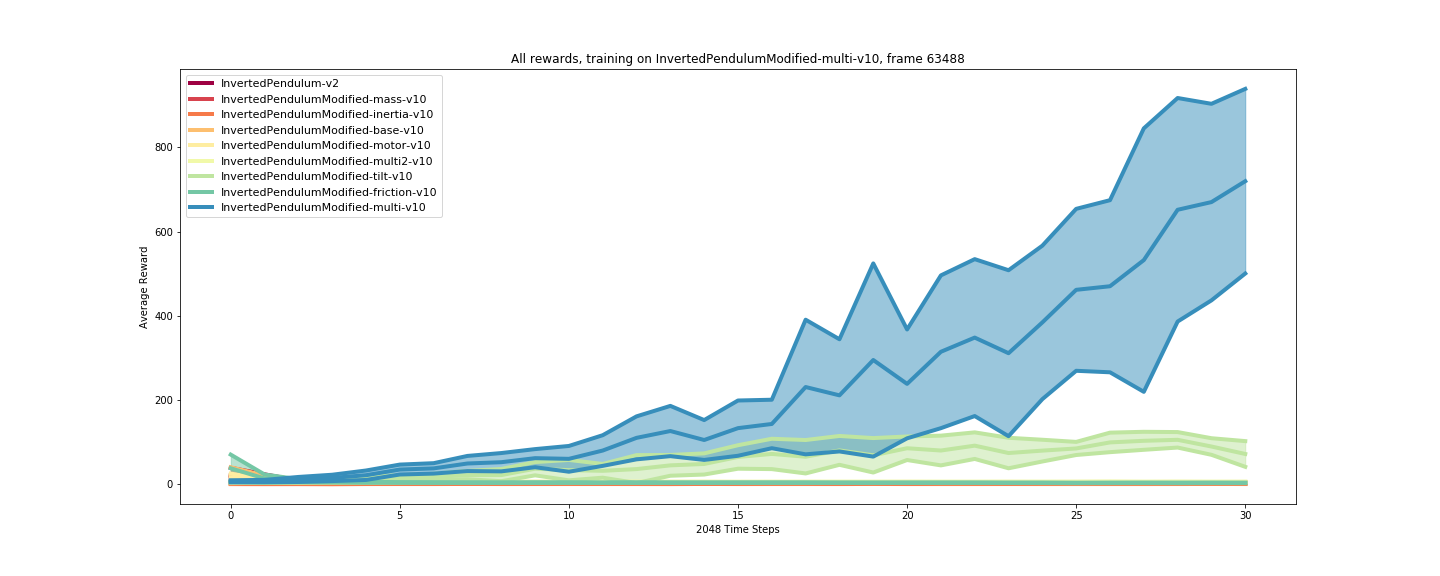 All rewards, training on InvertedPendulumModified-multi-v10, frame 63488
InvertedPendulum-v2
InvertedPendulumModified-mass-v10
InvertedPendulumModified-inertia-v10
InvertedPendulumModified-base-v10
InvertedPendulumModified-motor-v10
InvertedPendulumModified-multi2-v10
InvertedPendulumModified-tilt-v10
InvertedPendulumModified-friction-v10
InvertedPendulumModified-multi-v10
800
600
400
200
0
Average Reward
0 5 10 15 20 25 30
2048 Time Steps